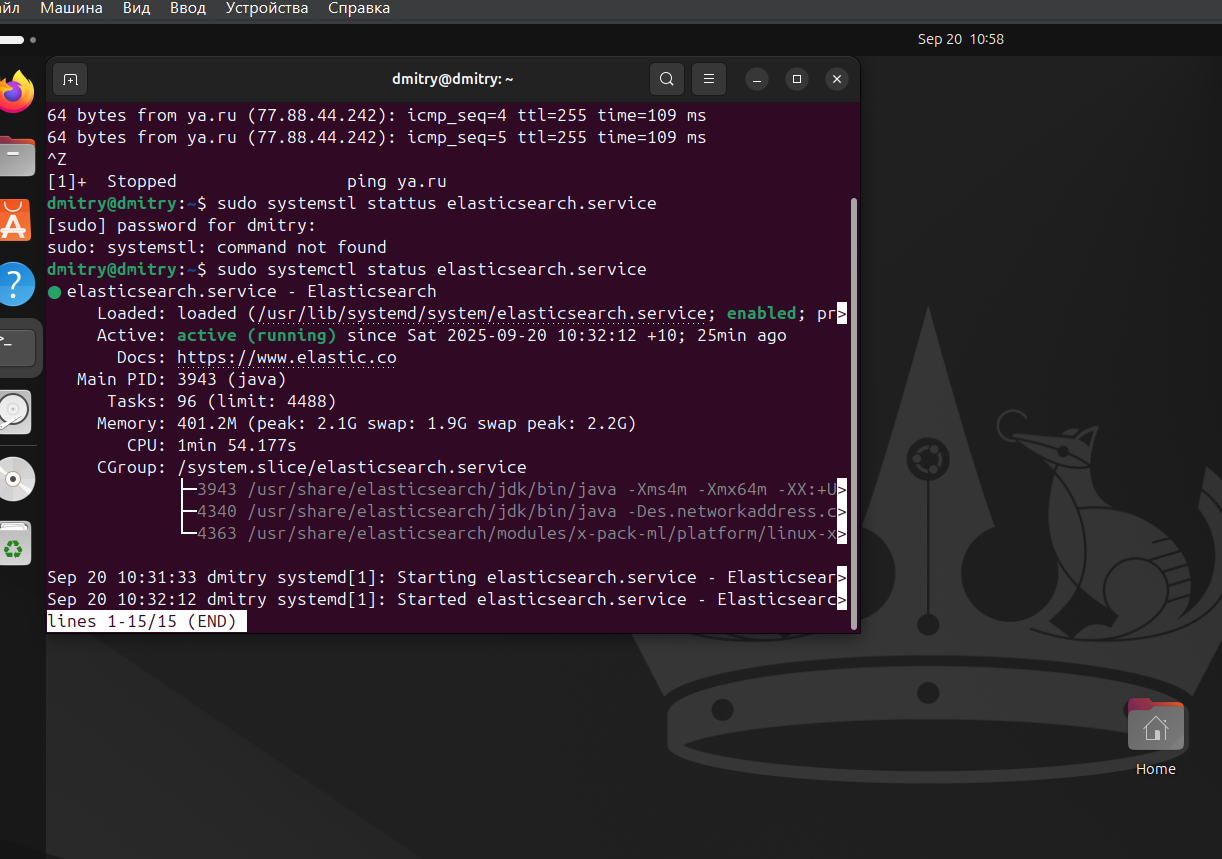 йл Машина Вид Ввод Устройства Справка
Sep 20 10:58
dmitry@dmitry: ~
64 bytes from ya.ru (77.88.44.242): icmp_seq=4 ttl=255 time=109 ms
64 bytes from ya.ru (77.88.44.242): icmp_seq=5 ttl=255 time=109 ms
^Z
[1]+  Stopped                 ping ya.ru
dmitry@dmitry:~$ sudo systemstl stattus elasticsearch.service
[sudo] password for dmitry:
sudo: systemstl: command not found
dmitry@dmitry:~$ sudo systemctl status elasticsearch.service
● elasticsearch.service - Elasticsearch
     Loaded: loaded (/usr/lib/systemd/system/elasticsearch.service; enabled; pr>
     Active: active (running) since Sat 2025-09-20 10:32:12 +10; 25min ago
       Docs: https://www.elastic.co
   Main PID: 3943 (java)
      Tasks: 96 (limit: 4488)
     Memory: 401.2M (peak: 2.1G swap: 1.9G swap peak: 2.2G)
        CPU: 1min 54.177s
     CGroup: /system.slice/elasticsearch.service
             ├─3943 /usr/share/elasticsearch/jdk/bin/java -Xms4m -Xmx64m -XX:+U>
             ├─4340 /usr/share/elasticsearch/jdk/bin/java -Des.networkaddress.c>
             └─4363 /usr/share/elasticsearch/modules/x-pack-ml/platform/linux-x>
Sep 20 10:31:33 dmitry systemd[1]: Starting elasticsearch.service - Elasticsear>
Sep 20 10:32:12 dmitry systemd[1]: Started elasticsearch.service - Elasticsearc>
lines 1-15/15 (END)
Home